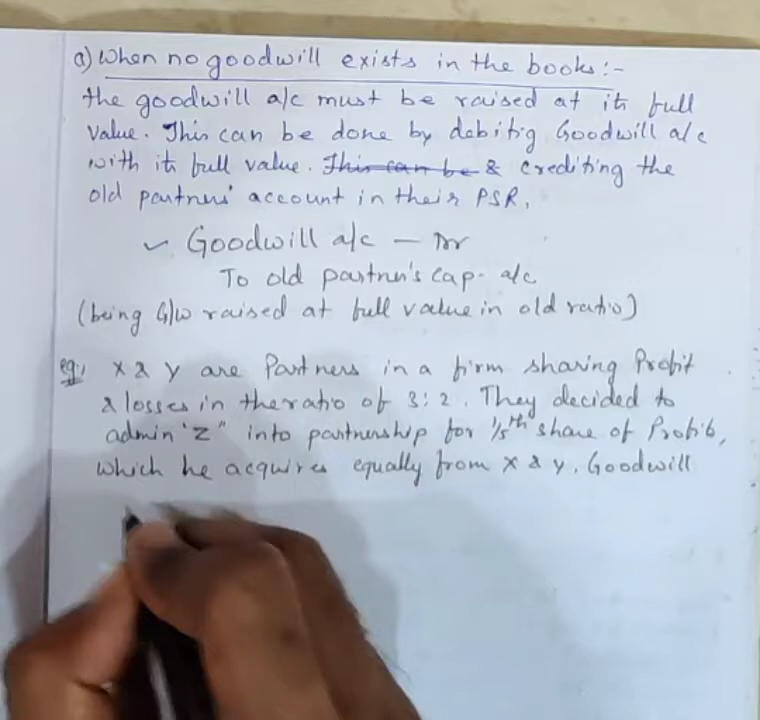 a) When no goodwill exists in the books:-
the goodwill a/c must be raised at its full
value. This can be done by debiting Goodwill a/c
with its full value. This can be & crediting the
old partners' account in their PSR.
✓ Goodwill a/c — Dr
To old partner's cap- a/c
(being G/w raised at full value in old ratio)
eg:, X & Y are Partners in a firm sharing Profit
& losses in the ratio of 3:2. They decided to
admin 'Z" into partnership for 1/5th share of Profits,
which he acquires equally from X & Y. Goodwill